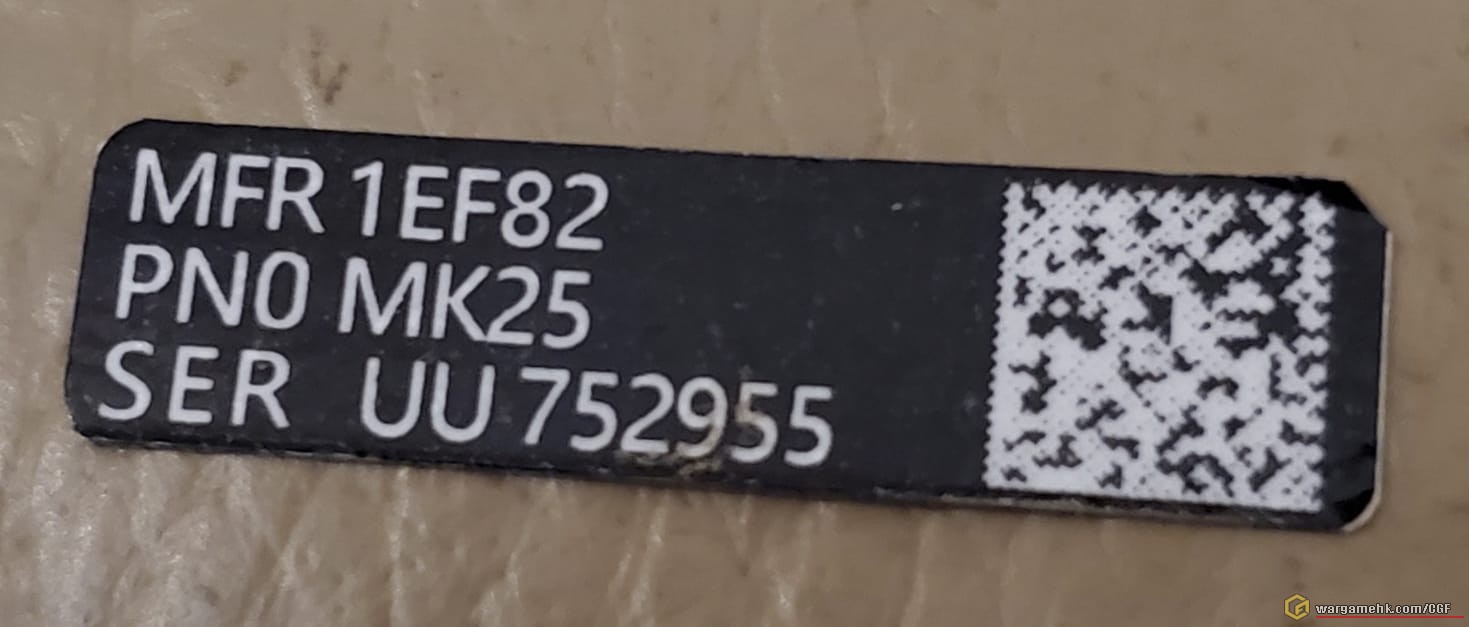 MFR 1EF82
PN0 MK25
SER UU 752955
wargamehk.com/CGF